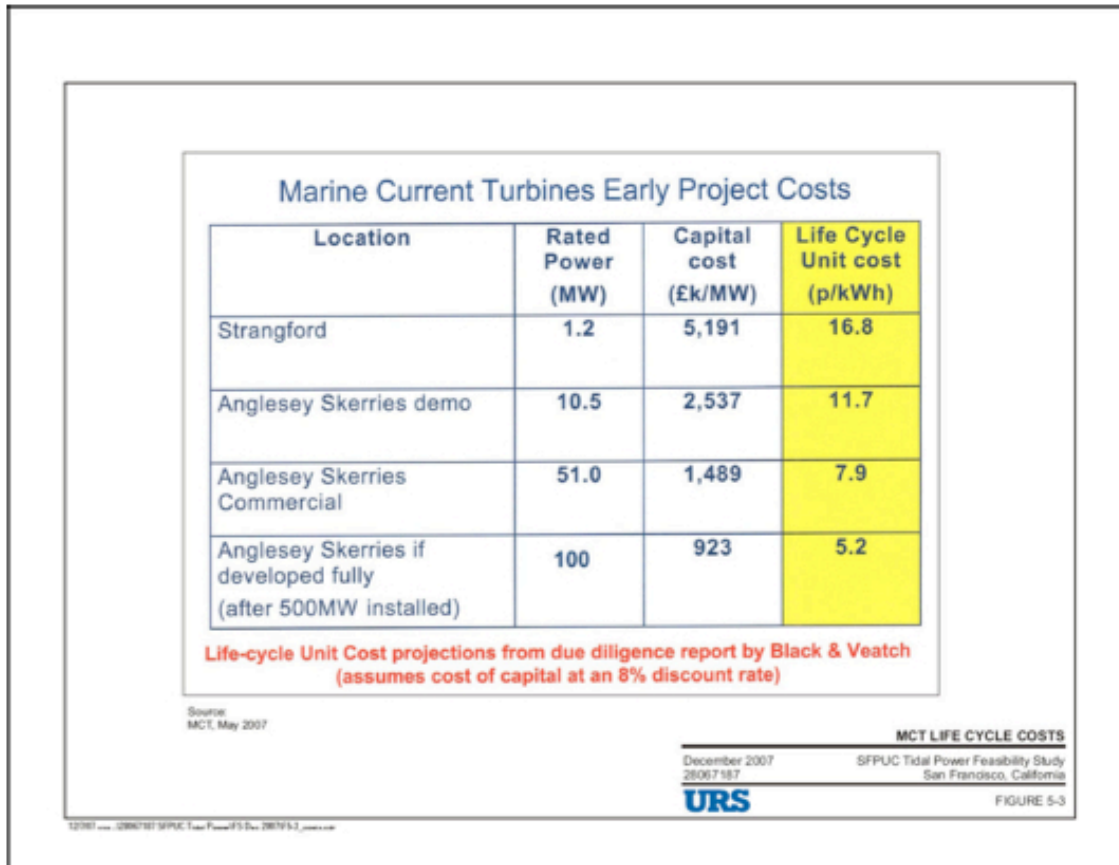 Marine Current Turbines Early Project Costs
Location Rated Power (MW) Capital cost (£k/MW) Life Cycle Unit cost (p/kWh)
Strangford 1.2 5,191 16.8
Anglesey Skerries demo 10.5 2,537 11.7
Anglesey Skerries Commercial 51.0 1,489 7.9
Anglesey Skerries if developed fully (after 500MW installed) 100 923 5.2
Life-cycle Unit Cost projections from due diligence report by Black & Veatch
(assumes cost of capital at an 8% discount rate)
Source:
MCT, May 2007
MCT LIFE CYCLE COSTS
December 2007 SFPUC Tidal Power Feasibility Study
28067187 San Francisco, California
URS FIGURE 5-3